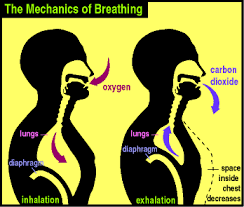 The Mechanics of Breathing
oxygen
lungs
diaphragm
inhalation
carbon
dioxide
lungs
diaphragm
exhalation
space
inside
chest
decreases